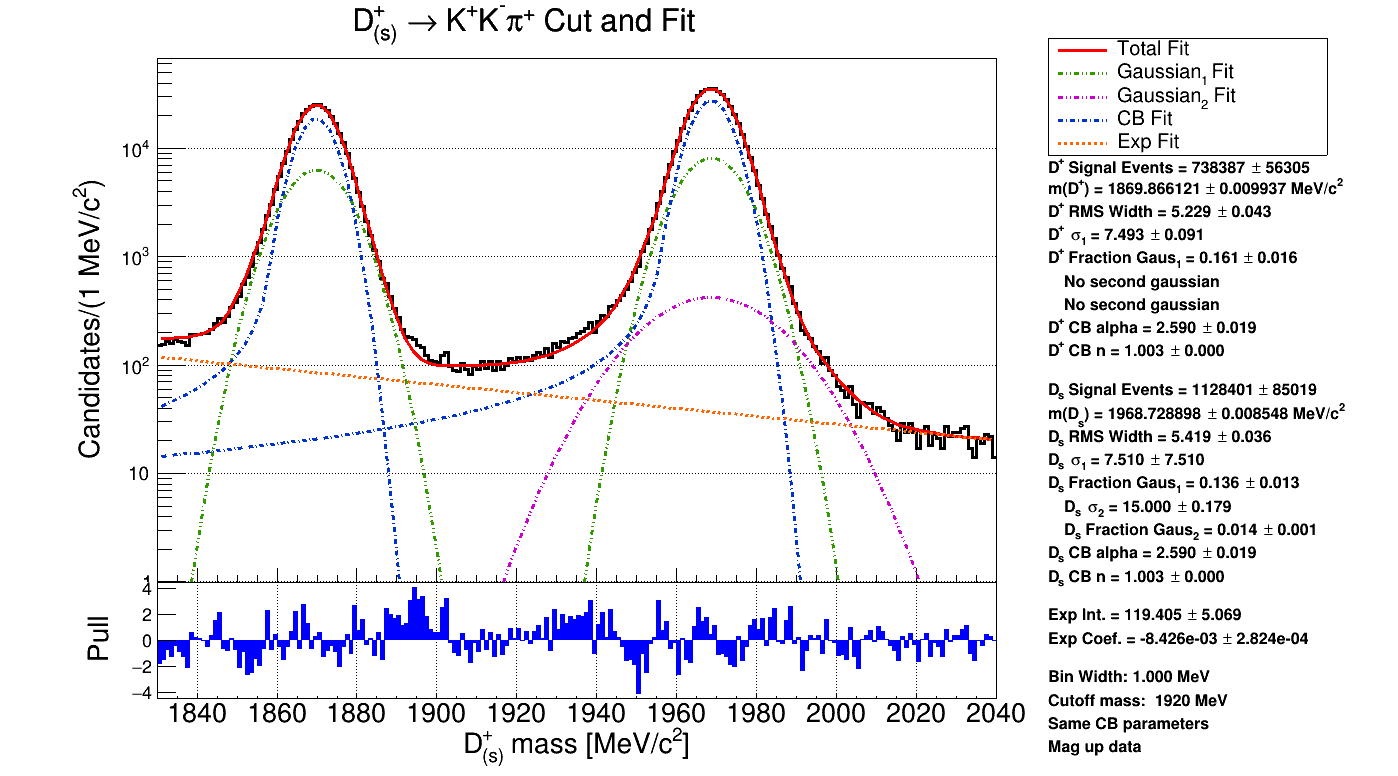 D⁺₍ₛ₎ → K⁺K⁻π⁺ Cut and Fit
Candidates/(1 MeV/c²)
10⁴
10³
10²
10
1
Pull
4
2
0
−2
−4
1840 1860 1880 1900 1920 1940 1960 1980 2000 2020 2040
D⁺₍ₛ₎ mass [MeV/c²]
Total Fit
Gaussian₁ Fit
Gaussian₂ Fit
CB Fit
Exp Fit
D⁺ Signal Events = 738387 ± 56305
m(D⁺) = 1869.866121 ± 0.009937 MeV/c²
D⁺ RMS Width = 5.229 ± 0.043
D⁺ σ₁ = 7.493 ± 0.091
D⁺ Fraction Gaus₁ = 0.161 ± 0.016
No second gaussian
No second gaussian
D⁺ CB alpha = 2.590 ± 0.019
D⁺ CB n = 1.003 ± 0.000
Dₛ Signal Events = 1128401 ± 85019
m(Dₛ) = 1968.728898 ± 0.008548 MeV/c²
Dₛ RMS Width = 5.419 ± 0.036
Dₛ σ₁ = 7.510 ± 7.510
Dₛ Fraction Gaus₁ = 0.136 ± 0.013
Dₛ σ₂ = 15.000 ± 0.179
Dₛ Fraction Gaus₂ = 0.014 ± 0.001
Dₛ CB alpha = 2.590 ± 0.019
Dₛ CB n = 1.003 ± 0.000
Exp Int. = 119.405 ± 5.069
Exp Coef. = -8.426e-03 ± 2.824e-04
Bin Width: 1.000 MeV
Cutoff mass: 1920 MeV
Same CB parameters
Mag up data